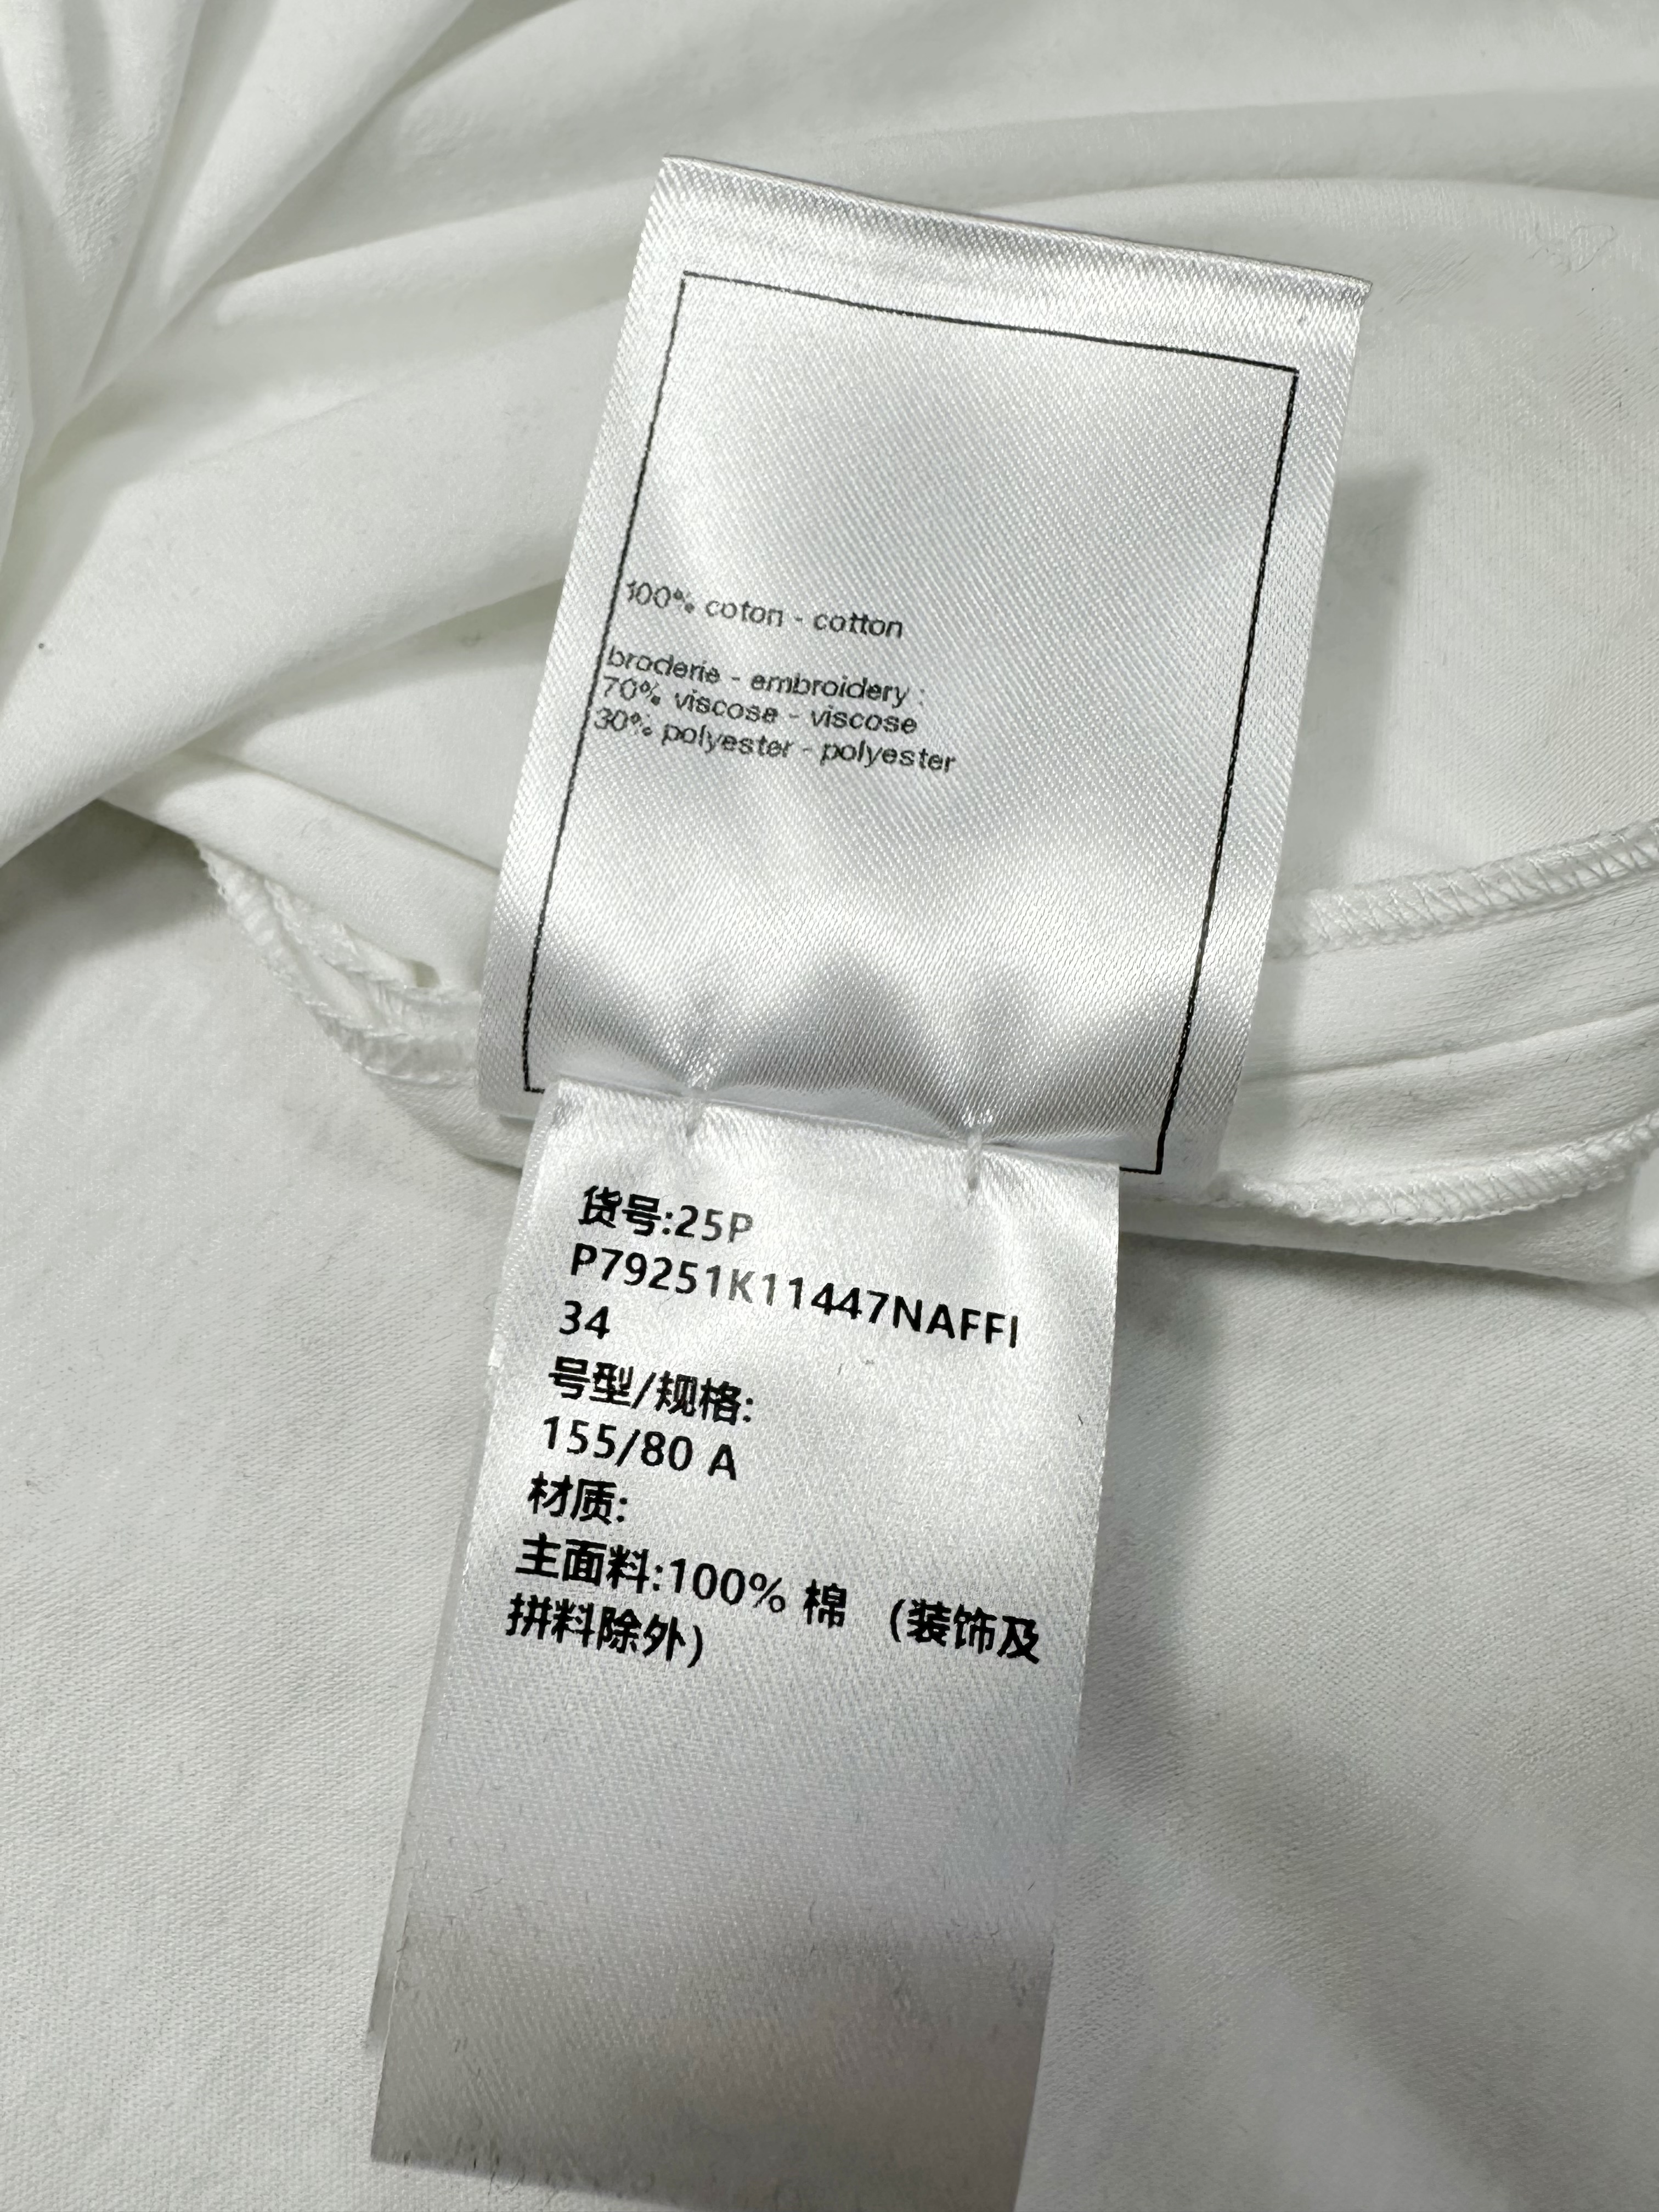 100% coton - cotton
broderie - embroidery :
70% viscose - viscose
30% polyester - polyester
货号:25P
P79251K11447NAFFI
34
号型/规格:
155/80 A
材质:
主面料:100% 棉 (装饰及
拼料除外)